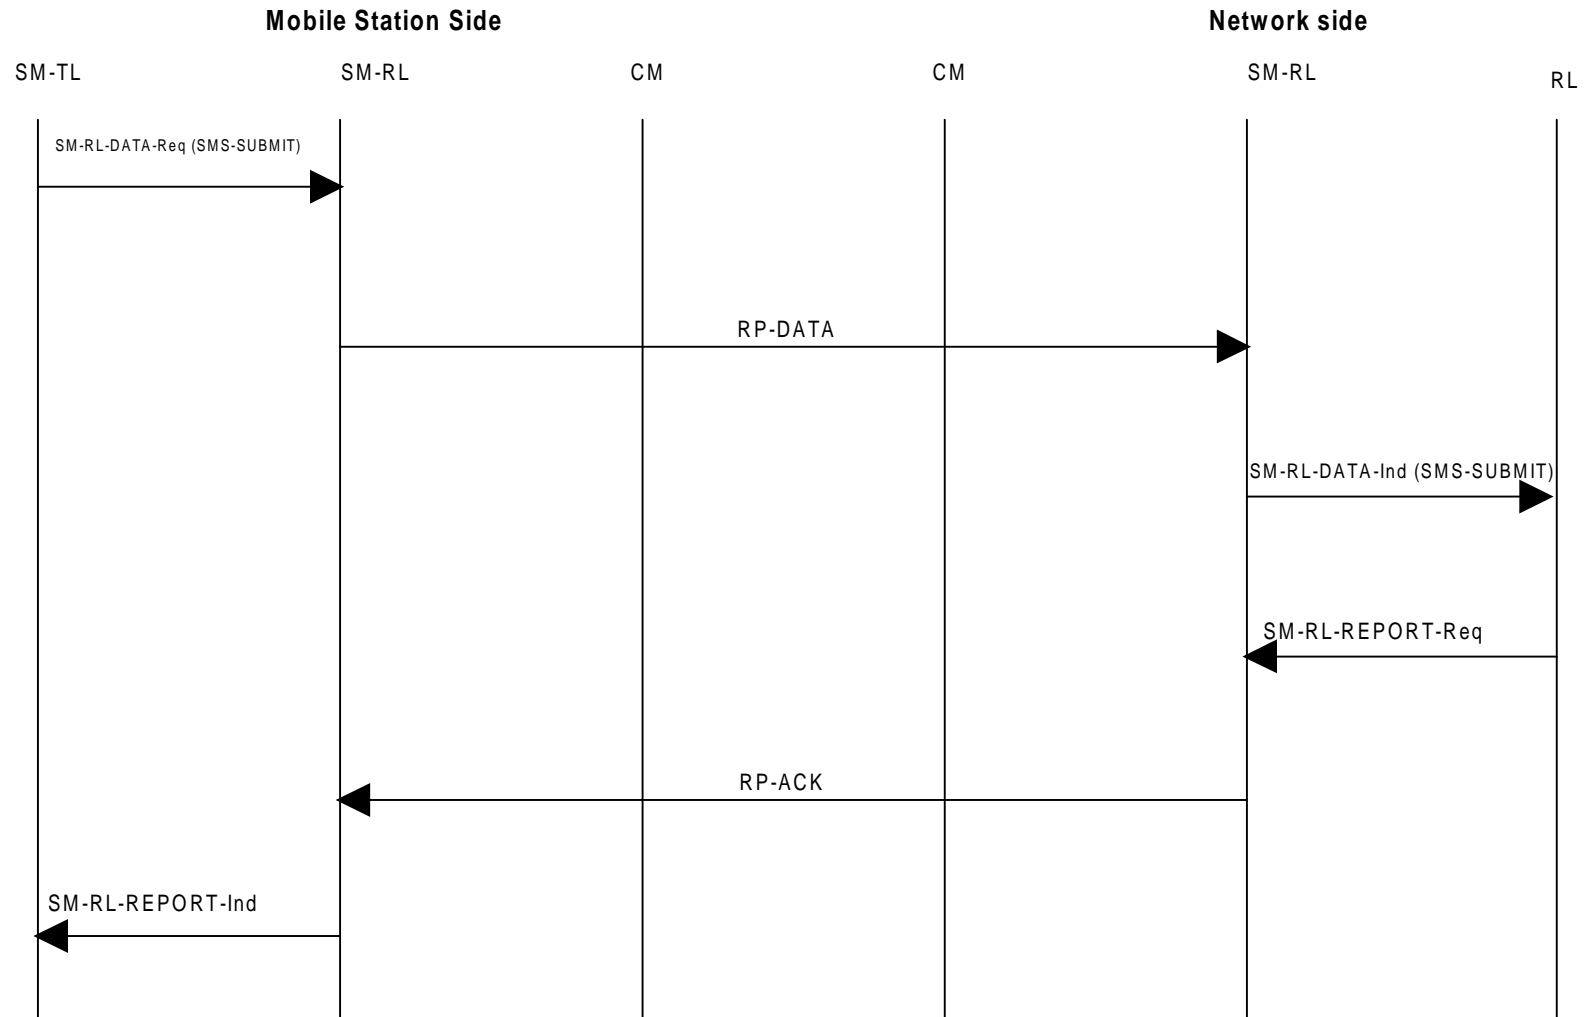 Mobile Station Side
Network side
SM-TL
SM-RL
CM
CM
SM-RL
RL
SM-RL-DATA-Req (SMS-SUBMIT)
RP-DATA
SM-RL-DATA-Ind (SMS-SUBMIT)
SM-RL-REPORT-Req
RP-ACK
SM-RL-REPORT-Ind